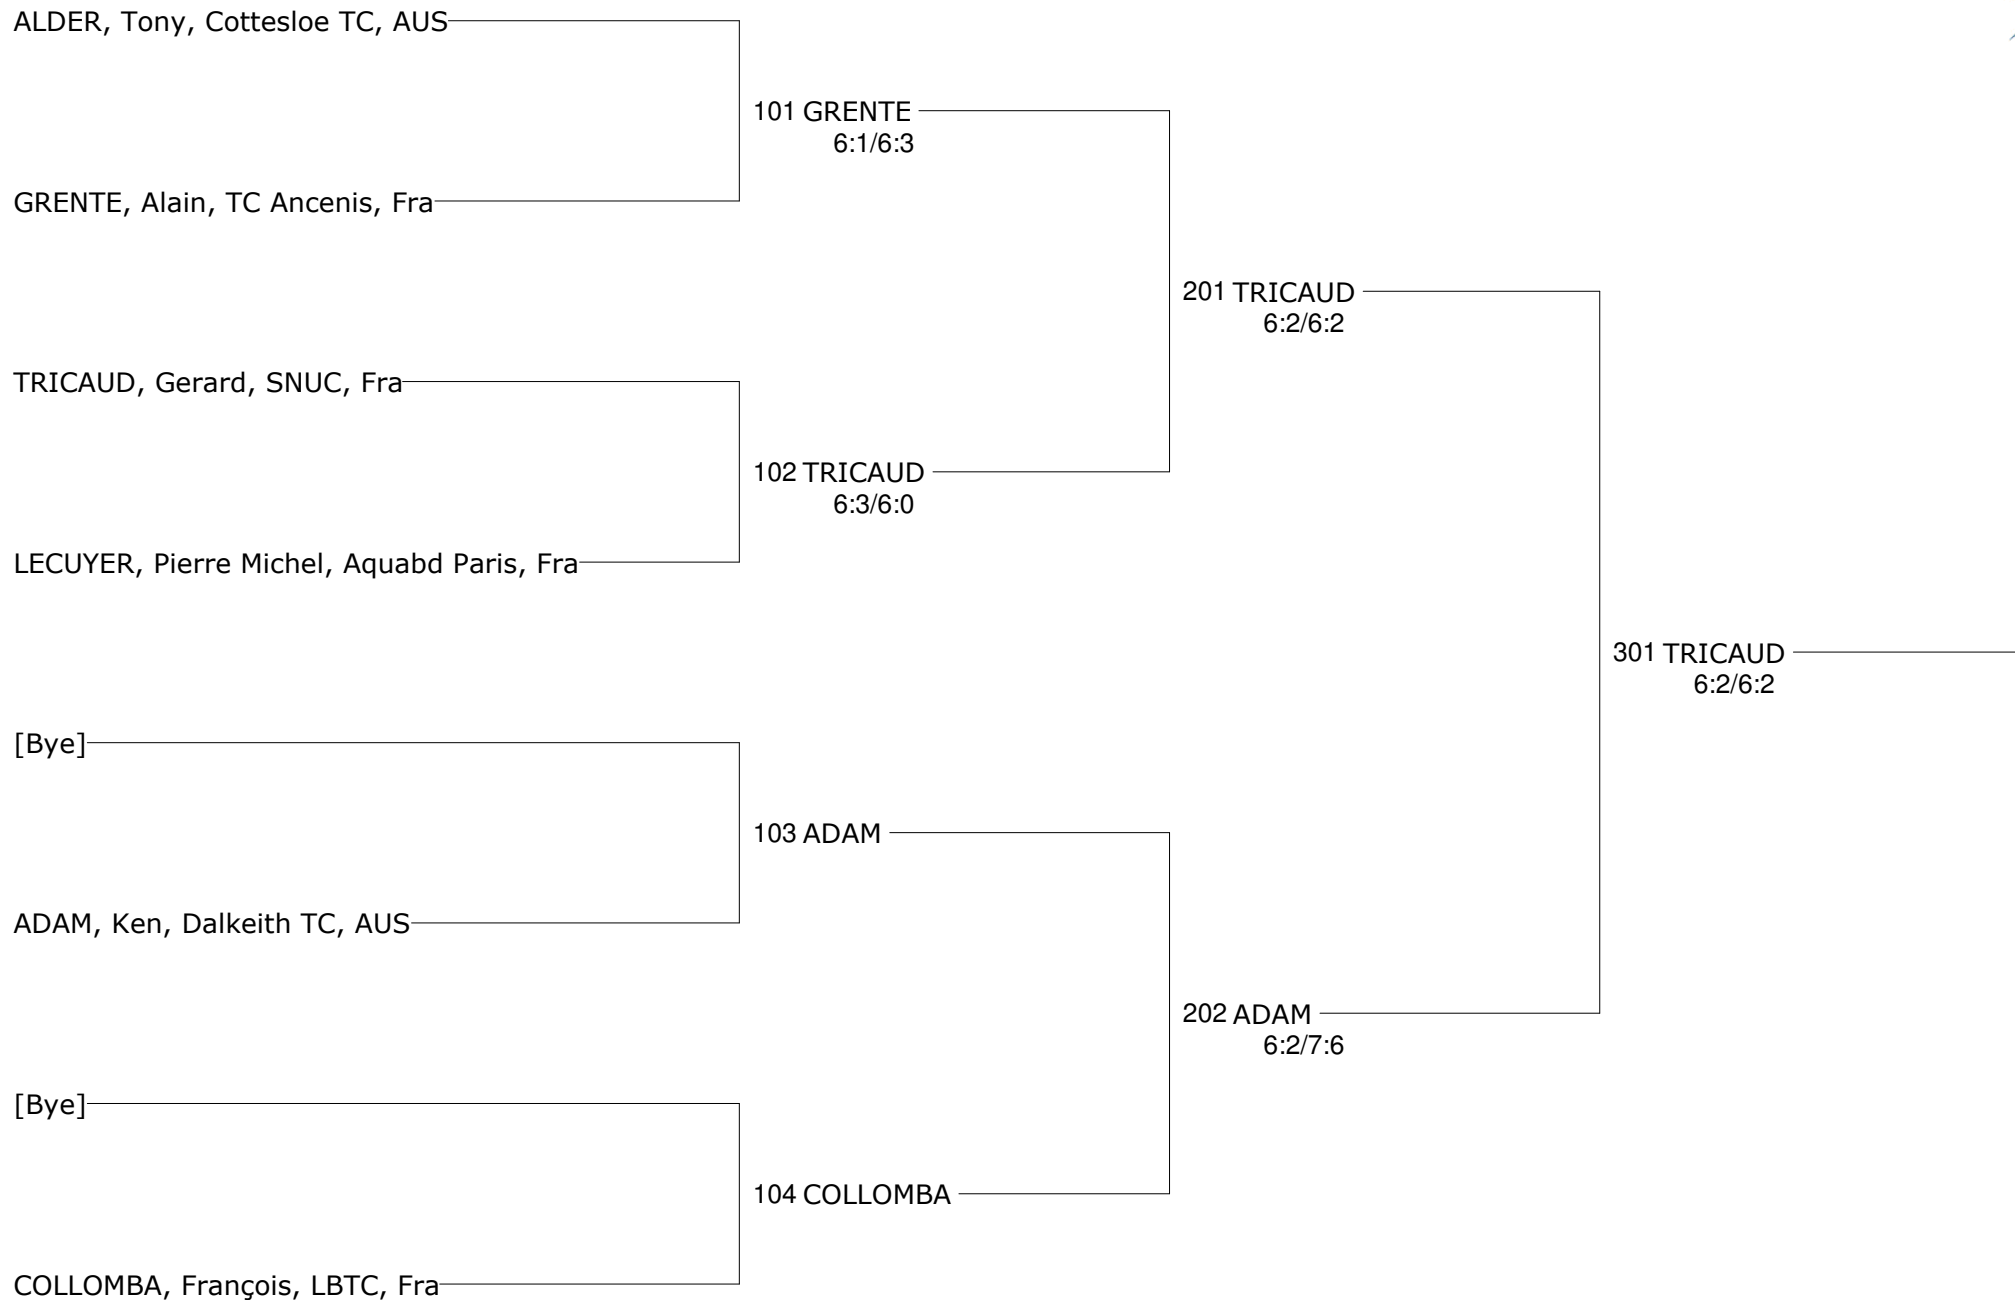 ALDER, Tony, Cottesloe TC, AUS
101 GRENTE
6:1/6:3
GRENTE, Alain, TC Ancenis, Fra
201 TRICAUD
6:2/6:2
TRICAUD, Gerard, SNUC, Fra
102 TRICAUD
6:3/6:0
LECUYER, Pierre Michel, Aquabd Paris, Fra
301 TRICAUD
6:2/6:2
[Bye]
103 ADAM
ADAM, Ken, Dalkeith TC, AUS
202 ADAM
6:2/7:6
[Bye]
104 COLLOMBA
COLLOMBA, François, LBTC, Fra